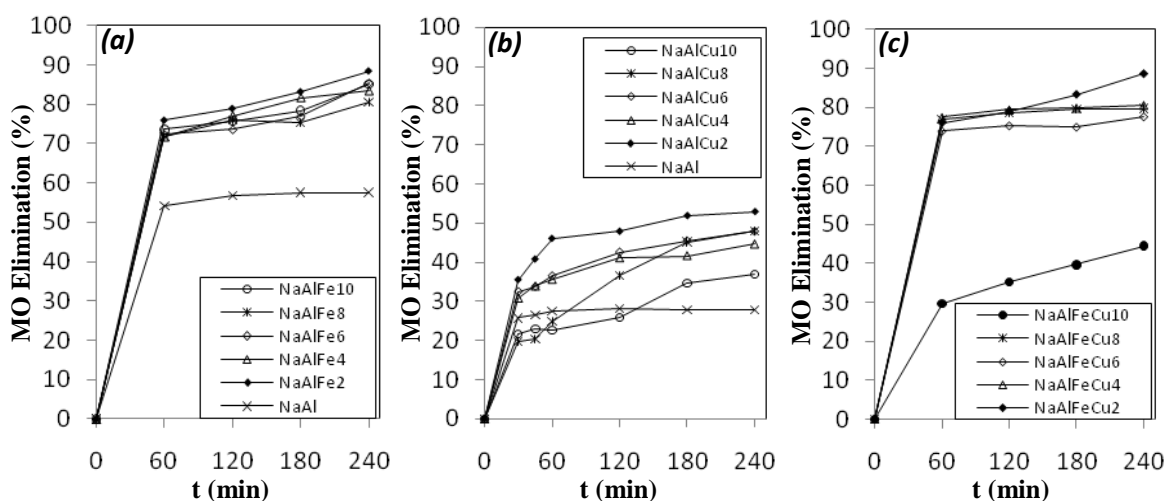 (a)
MO Elimination (%)
100
90
80
70
60
50
40
30
20
10
0
NaAlFe10
NaAlFe8
NaAlFe6
NaAlFe4
NaAlFe2
NaAl
0 60 120 180 240
t (min)
(b)
MO Elimination (%)
100
90
80
70
60
50
40
30
20
10
0
NaAlCu10
NaAlCu8
NaAlCu6
NaAlCu4
NaAlCu2
NaAl
0 60 120 180 240
t (min)
(c)
MO Elimination (%)
100
90
80
70
60
50
40
30
20
10
0
NaAlFeCu10
NaAlFeCu8
NaAlFeCu6
NaAlFeCu4
NaAlFeCu2
0 60 120 180 240
t (min)